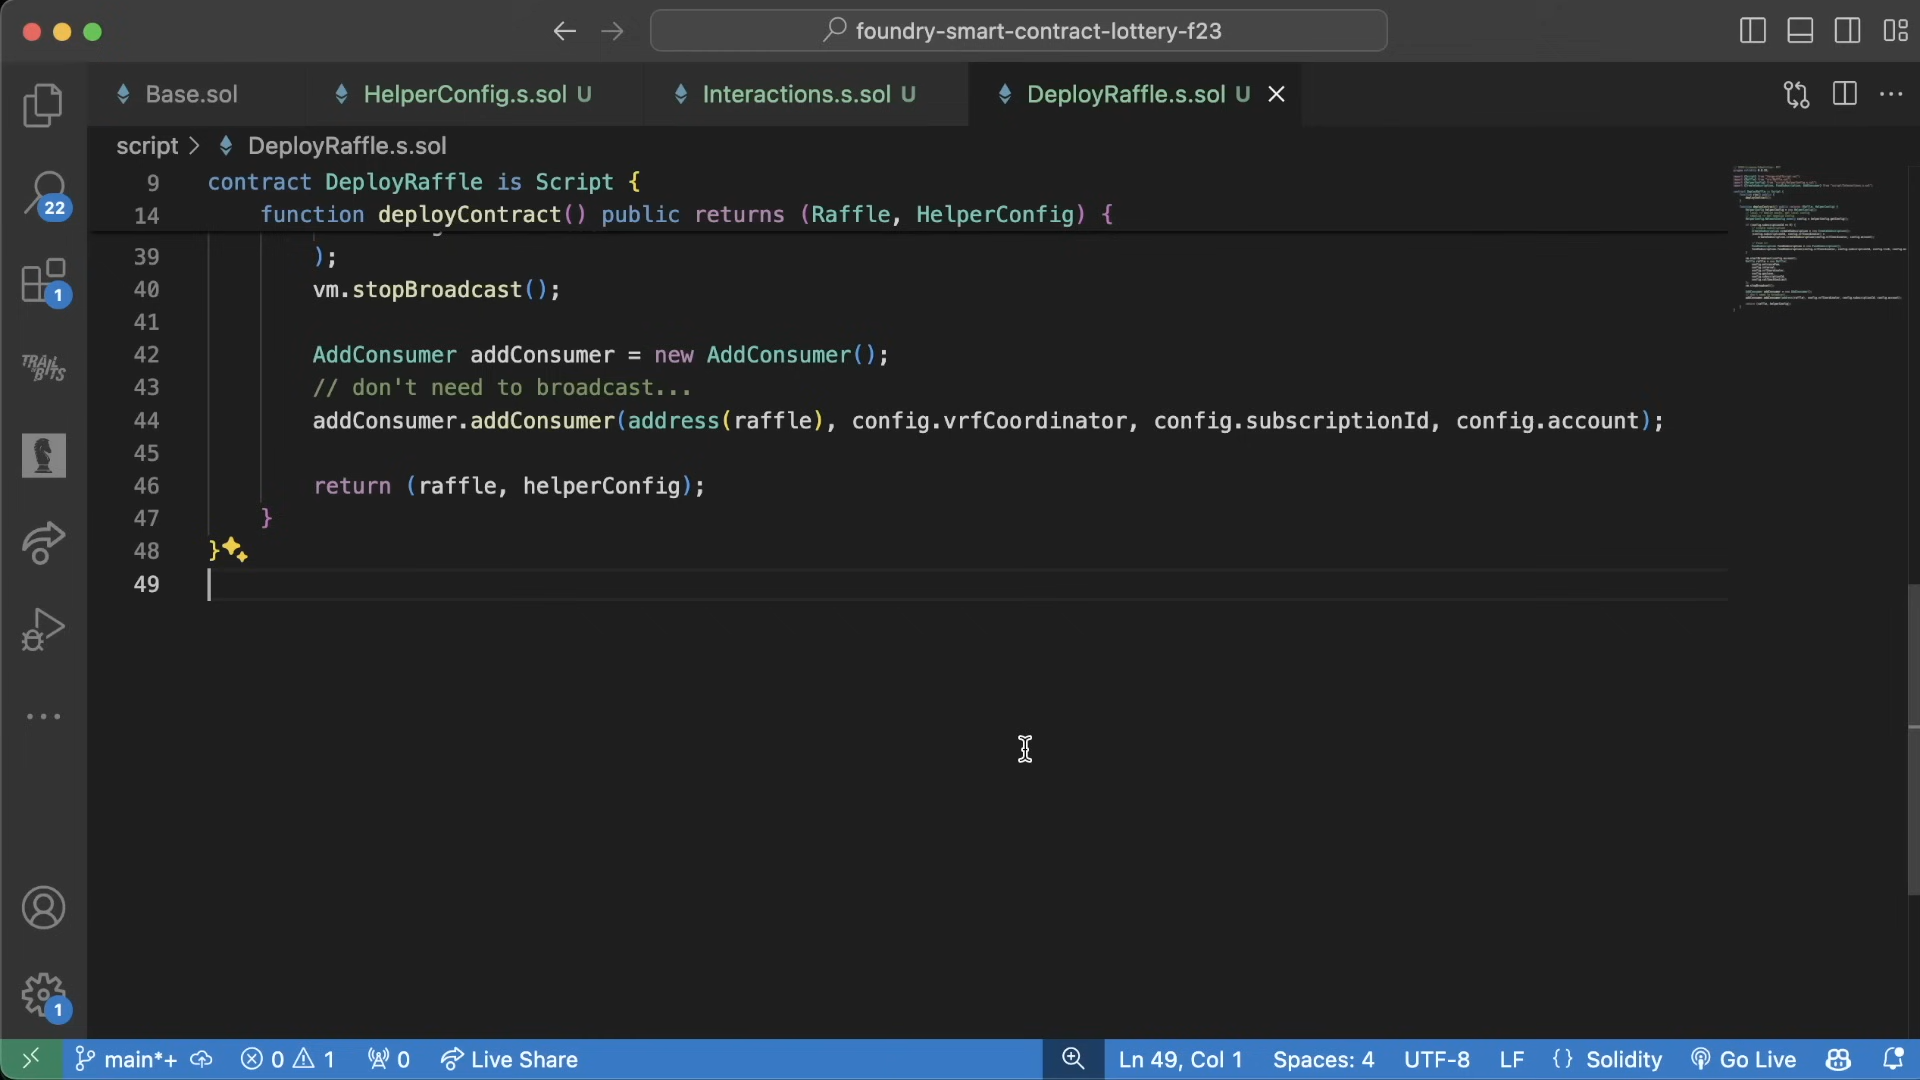 foundry-smart-contract-lottery-f23
Base.sol
HelperConfig.s.sol U
Interactions.s.sol U
DeployRaffle.s.sol U
script > DeployRaffle.s.sol
9 contract DeployRaffle is Script {
14 function deployContract() public returns (Raffle, HelperConfig) {
39 );
40 vm.stopBroadcast();
41
42 AddConsumer addConsumer = new AddConsumer();
43 // don't need to broadcast...
44 addConsumer.addConsumer(address(raffle), config.vrfCoordinator, config.subscriptionId, config.account);
45
46 return (raffle, helperConfig);
47 }
48 }
49
22
1
TRAIL OF BITS
1
main*+ 0 1 0 Live Share
Ln 49, Col 1 Spaces: 4 UTF-8 LF {} Solidity Go Live